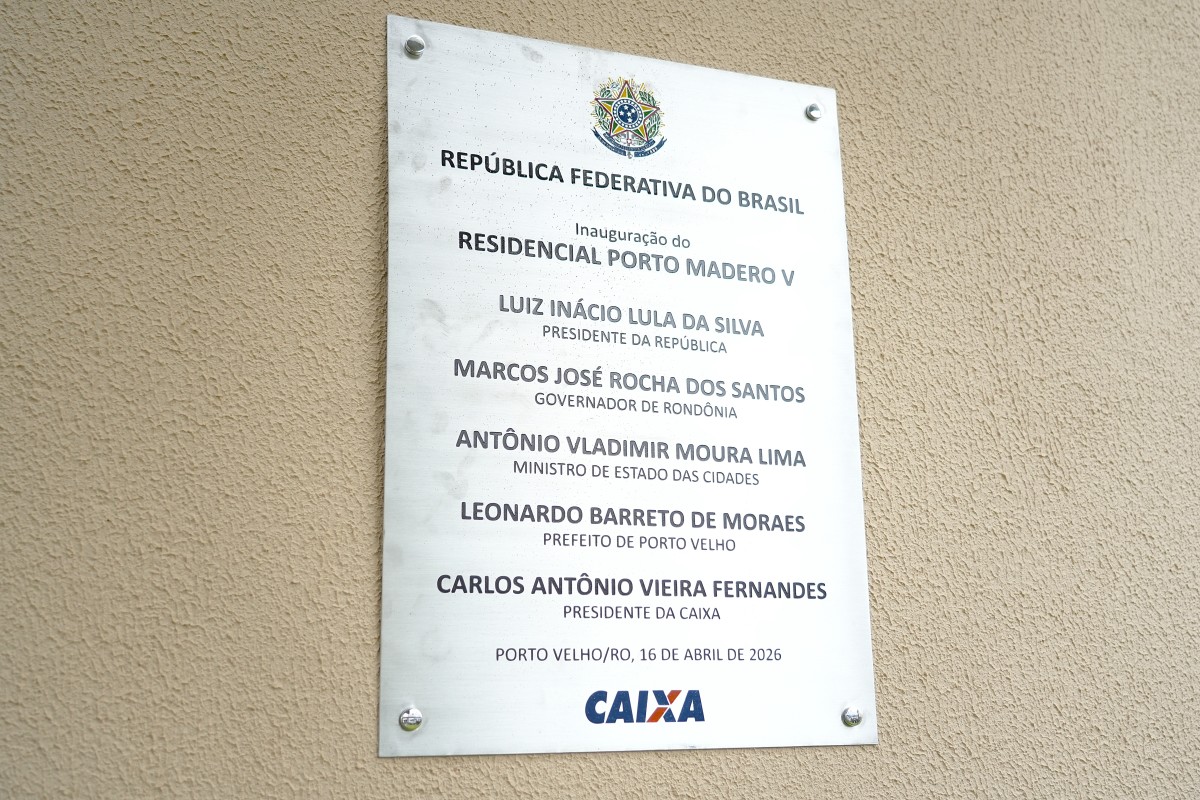 REPÚBLICA FEDERATIVA DO BRASIL
Inauguração do
RESIDENCIAL PORTO MADERO V
LUIZ INÁCIO LULA DA SILVA
PRESIDENTE DA REPÚBLICA
MARCOS JOSÉ ROCHA DOS SANTOS
GOVERNADOR DE RONDÔNIA
ANTÔNIO VLADIMIR MOURA LIMA
MINISTRO DE ESTADO DAS CIDADES
LEONARDO BARRETO DE MORAES
PREFEITO DE PORTO VELHO
CARLOS ANTÔNIO VIEIRA FERNANDES
PRESIDENTE DA CAIXA
PORTO VELHO/RO, 16 DE ABRIL DE 2026
CAIXA